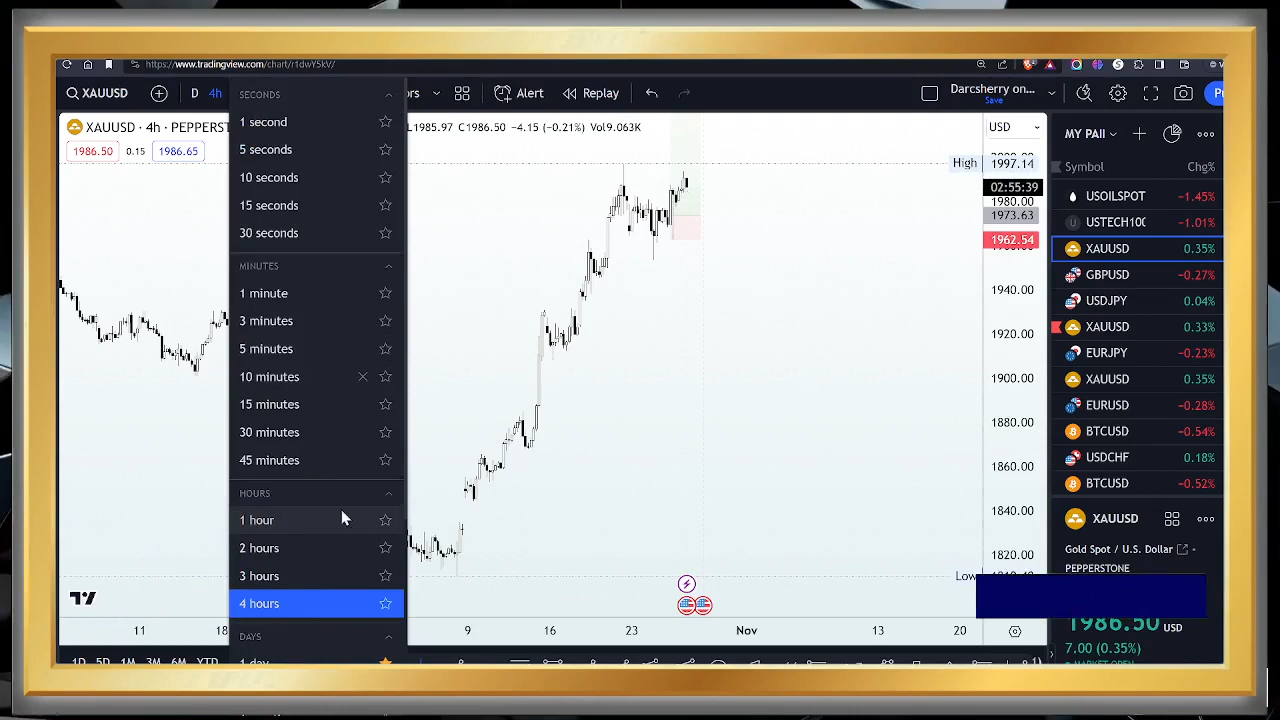 https://www.tradingview.com/chart/r1dwY5kV/
XAUUSD
D
4h
ors
Alert
Replay
Darcsherry on...
Save
XAUUSD · 4h · PEPPERST
L1985.97 C1986.50 −4.15 (−0.21%) Vol9.063K
1986.50 0.15 1986.65
SECONDS
1 second
5 seconds
10 seconds
15 seconds
30 seconds
MINUTES
1 minute
3 minutes
5 minutes
10 minutes
15 minutes
30 minutes
45 minutes
HOURS
1 hour
2 hours
3 hours
4 hours
DAYS
1 day
USD
High 1997.14
02:55:39
1980.00
1973.63
1962.54
1940.00
1920.00
1900.00
1880.00
1860.00
1840.00
1820.00
Low
11 18 9 16 23 Nov 13 20
1D 5D 1M 3M 6M YTD
MY PAII
Symbol Chg%
USOILSPOT −1.45%
USTECH100 −1.01%
XAUUSD 0.35%
GBPUSD −0.27%
USDJPY 0.04%
XAUUSD 0.33%
EURJPY −0.23%
XAUUSD 0.35%
EURUSD −0.28%
BTCUSD −0.54%
USDCHF 0.18%
BTCUSD −0.52%
XAUUSD
Gold Spot / U.S. Dollar
PEPPERSTONE
1986.50 USD
7.00 (0.35%)
MARKET OPEN